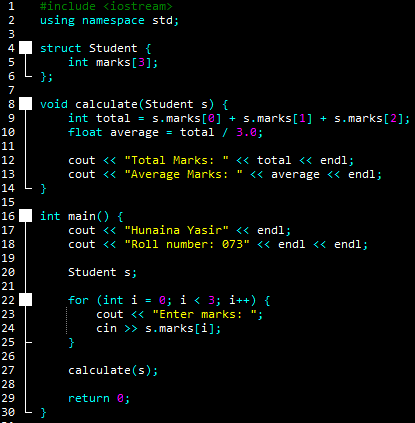 1 #include <iostream>
2 using namespace std;
3
4 struct Student {
5     int marks[3];
6 };
7
8 void calculate(Student s) {
9     int total = s.marks[0] + s.marks[1] + s.marks[2];
10     float average = total / 3.0;
11
12     cout << "Total Marks: " << total << endl;
13     cout << "Average Marks: " << average << endl;
14 }
15
16 int main() {
17     cout << "Hunaina Yasir" << endl;
18     cout << "Roll number: 073" << endl << endl;
19
20     Student s;
21
22     for (int i = 0; i < 3; i++) {
23         cout << "Enter marks: ";
24         cin >> s.marks[i];
25     }
26
27     calculate(s);
28
29     return 0;
30 }